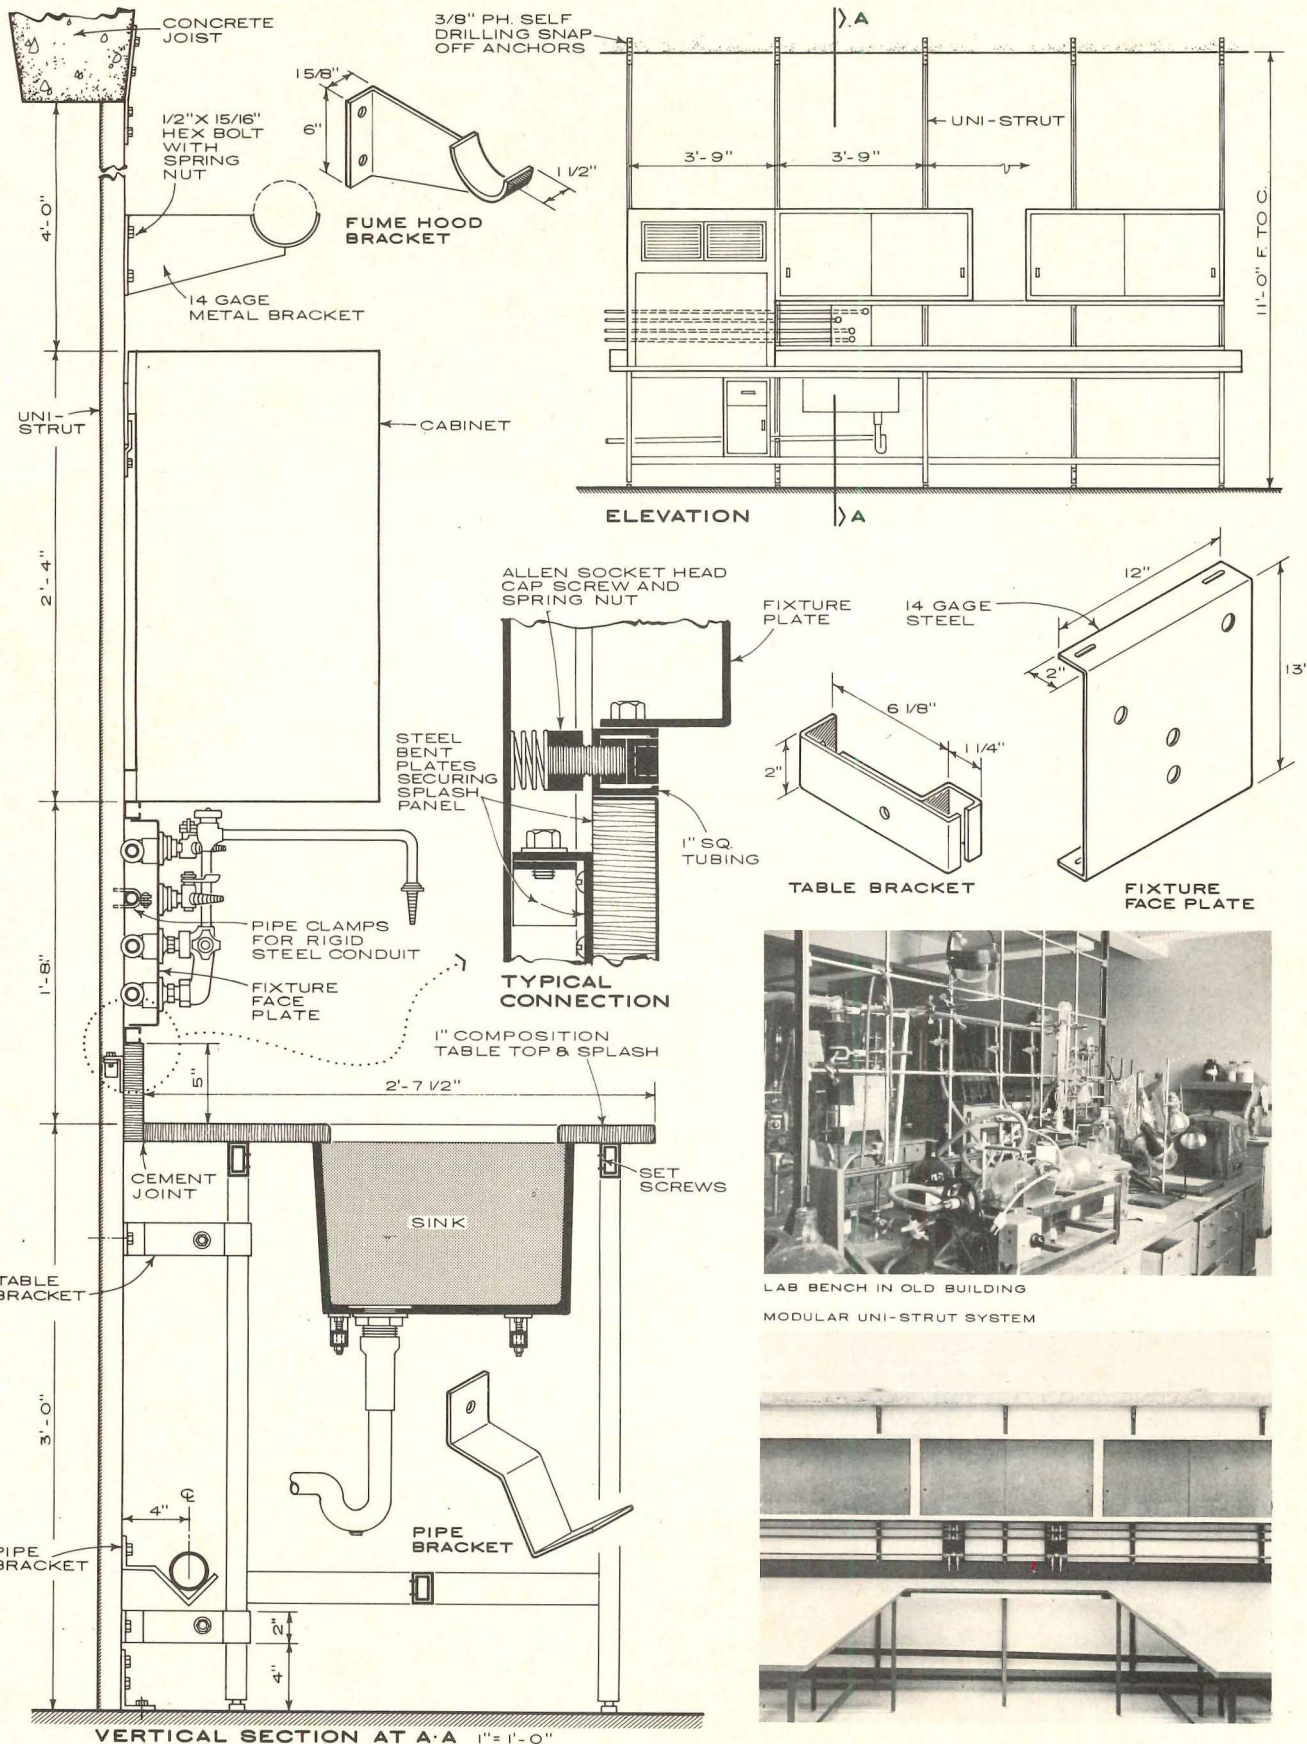 CONCRETE
JOIST
1/2" X 15/16"
HEX BOLT
WITH
SPRING
NUT
4'-0"
14 GAGE
METAL BRACKET
15/8"
6"
1 1/2"
FUME HOOD
BRACKET
3/8" PH. SELF
DRILLING SNAP
OFF ANCHORS
A
UNI-STRUT
3'-9"
3'-9"
11'-0" F. TO C.
ELEVATION
A
UNI-
STRUT
CABINET
2'-4"
ALLEN SOCKET HEAD
CAP SCREW AND
SPRING NUT
FIXTURE
PLATE
STEEL
BENT
PLATES
SECURING
SPLASH
PANEL
1" SQ.
TUBING
TYPICAL
CONNECTION
14 GAGE
STEEL
12"
2"
13'
6 1/8"
1 1/4"
2"
TABLE BRACKET
FIXTURE
FACE PLATE
1'-8"
PIPE CLAMPS
FOR RIGID
STEEL CONDUIT
FIXTURE
FACE
PLATE
1" COMPOSITION
TABLE TOP & SPLASH
5"
2'-7 1/2"
CEMENT
JOINT
SET
SCREWS
SINK
TABLE
BRACKET
3'-0"
4"
℄
PIPE
BRACKET
PIPE
BRACKET
2"
4"
VERTICAL SECTION AT A·A 1"=1'-0"
LAB BENCH IN OLD BUILDING
MODULAR UNI-STRUT SYSTEM